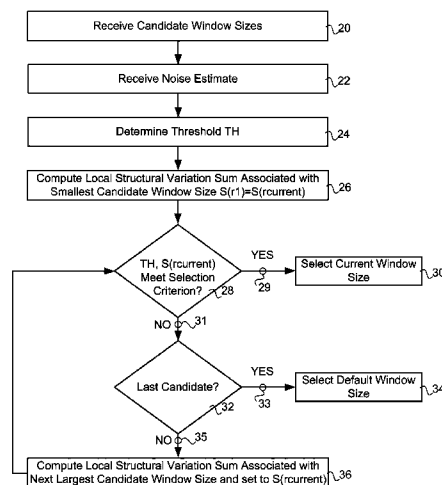 Receive Candidate Window Sizes
20
Receive Noise Estimate
22
Determine Threshold TH
24
Compute Local Structural Variation Sum Associated with
Smallest Candidate Window Size S(r1)=S(rcurrent)
26
TH, S(rcurrent)
Meet Selection
Criterion?
28
YES
29
Select Current Window
Size
30
NO
31
Last Candidate?
32
YES
33
Select Default Window
Size
34
NO
35
Compute Local Structural Variation Sum Associated with
Next Largest Candidate Window Size and set to S(rcurrent)
36